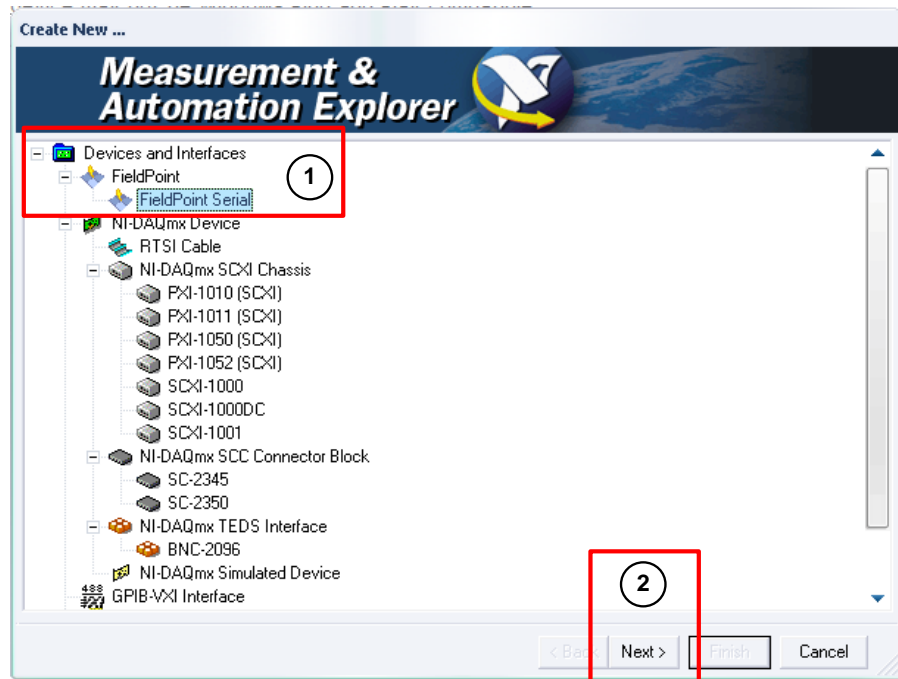 Create New ...
Measurement &
Automation Explorer
Devices and Interfaces
1
FieldPoint
FieldPoint Serial
NI-DAQmx Device
RTSI Cable
NI-DAQmx SCXI Chassis
PXI-1010 (SCXI)
PXI-1011 (SCXI)
PXI-1050 (SCXI)
PXI-1052 (SCXI)
SCXI-1000
SCXI-1000DC
SCXI-1001
NI-DAQmx SCC Connector Block
SC-2345
SC-2350
NI-DAQmx TEDS Interface
BNC-2096
NI-DAQmx Simulated Device
2
488
GPIB-VXI Interface
< Back Next > Finish Cancel